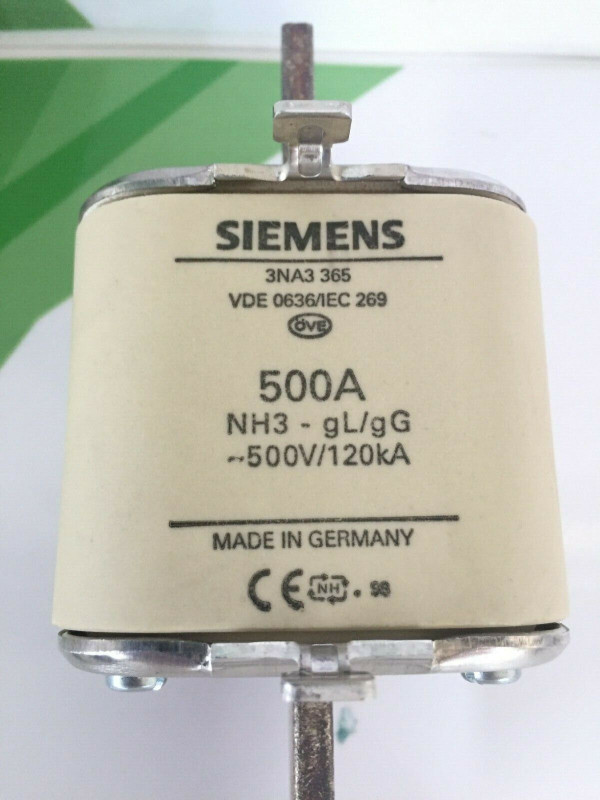 SIEMENS
3NA3 365
VDE 0636/IEC 269
ÖVE
500A
NH3 - gL/gG
~500V/120kA
MADE IN GERMANY
CE NH .